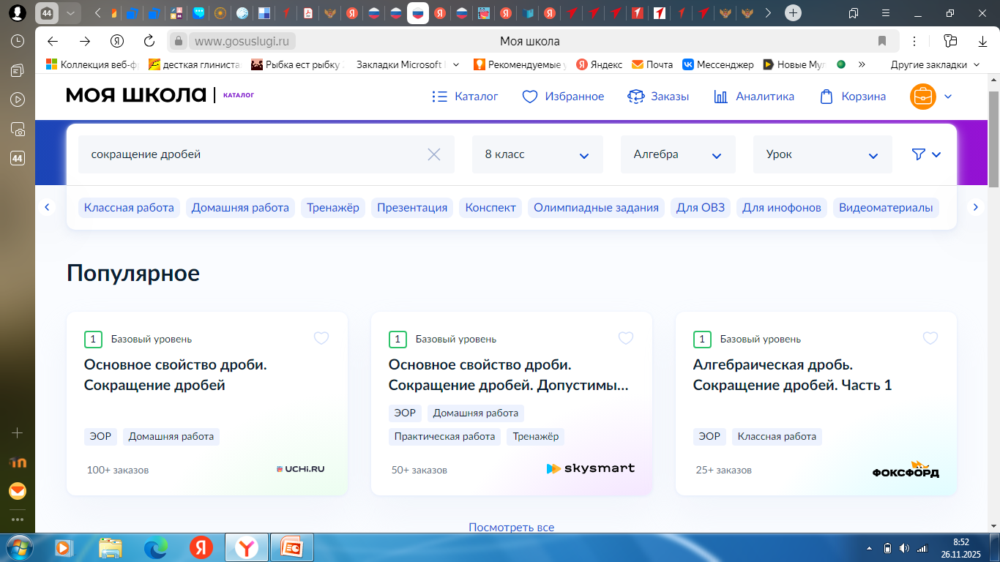 44
www.gosuslugi.ru
Моя школа
Коллекция веб-ф
десткая глиниста
Рыбка ест рыбку
Закладки Microsoft
Рекомендуемые
Яндекс
Почта
Мессенджер
Новые Мул
»
Другие закладки
МОЯ ШКОЛА | КАТАЛОГ
Каталог
Избранное
Заказы
Аналитика
Корзина
44
сокращение дробей
8 класс
Алгебра
Урок
Классная работа
Домашняя работа
Тренажёр
Презентация
Конспект
Олимпиадные задания
Для ОВЗ
Для инофонов
Видеоматериалы
Популярное
1 Базовый уровень
Основное свойство дроби.
Сокращение дробей
ЭОР Домашняя работа
100+ заказов
UCHi.RU
1 Базовый уровень
Основное свойство дроби.
Сокращение дробей. Допустимы...
ЭОР Домашняя работа
Практическая работа Тренажёр
50+ заказов
skysmart
1 Базовый уровень
Алгебраическая дробь.
Сокращение дробей. Часть 1
ЭОР Классная работа
25+ заказов
ФОКСФОРД
Посмотреть все
8:52
26.11.2025